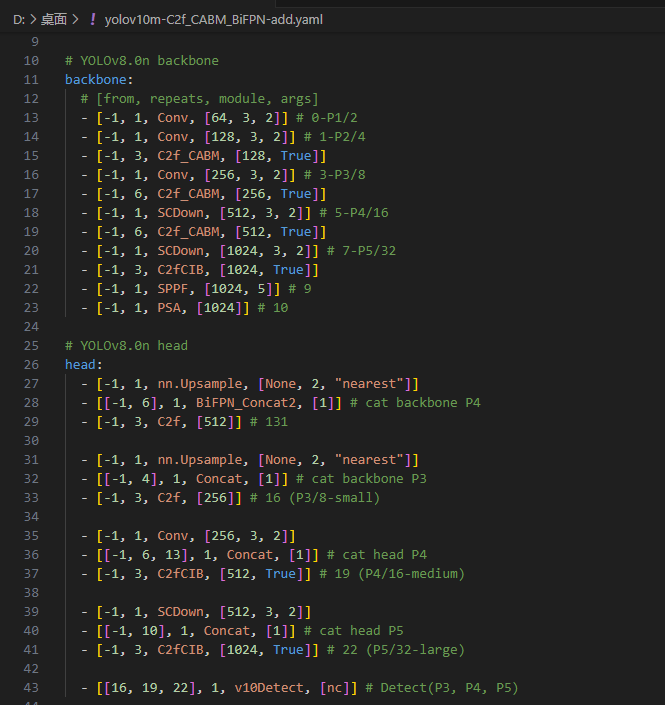 D: > 桌面 > ! yolov10m-C2f_CABM_BiFPN-add.yaml
9
10 # YOLOv8.0n backbone
11 backbone:
12   # [from, repeats, module, args]
13   - [-1, 1, Conv, [64, 3, 2]] # 0-P1/2
14   - [-1, 1, Conv, [128, 3, 2]] # 1-P2/4
15   - [-1, 3, C2f_CABM, [128, True]]
16   - [-1, 1, Conv, [256, 3, 2]] # 3-P3/8
17   - [-1, 6, C2f_CABM, [256, True]]
18   - [-1, 1, SCDown, [512, 3, 2]] # 5-P4/16
19   - [-1, 6, C2f_CABM, [512, True]]
20   - [-1, 1, SCDown, [1024, 3, 2]] # 7-P5/32
21   - [-1, 3, C2fCIB, [1024, True]]
22   - [-1, 1, SPPF, [1024, 5]] # 9
23   - [-1, 1, PSA, [1024]] # 10
24
25 # YOLOv8.0n head
26 head:
27   - [-1, 1, nn.Upsample, [None, 2, "nearest"]]
28   - [[-1, 6], 1, BiFPN_Concat2, [1]] # cat backbone P4
29   - [-1, 3, C2f, [512]] # 131
30
31   - [-1, 1, nn.Upsample, [None, 2, "nearest"]]
32   - [[-1, 4], 1, Concat, [1]] # cat backbone P3
33   - [-1, 3, C2f, [256]] # 16 (P3/8-small)
34
35   - [-1, 1, Conv, [256, 3, 2]]
36   - [[-1, 6, 13], 1, Concat, [1]] # cat head P4
37   - [-1, 3, C2fCIB, [512, True]] # 19 (P4/16-medium)
38
39   - [-1, 1, SCDown, [512, 3, 2]]
40   - [[-1, 10], 1, Concat, [1]] # cat head P5
41   - [-1, 3, C2fCIB, [1024, True]] # 22 (P5/32-large)
42
43   - [[16, 19, 22], 1, v10Detect, [nc]] # Detect(P3, P4, P5)